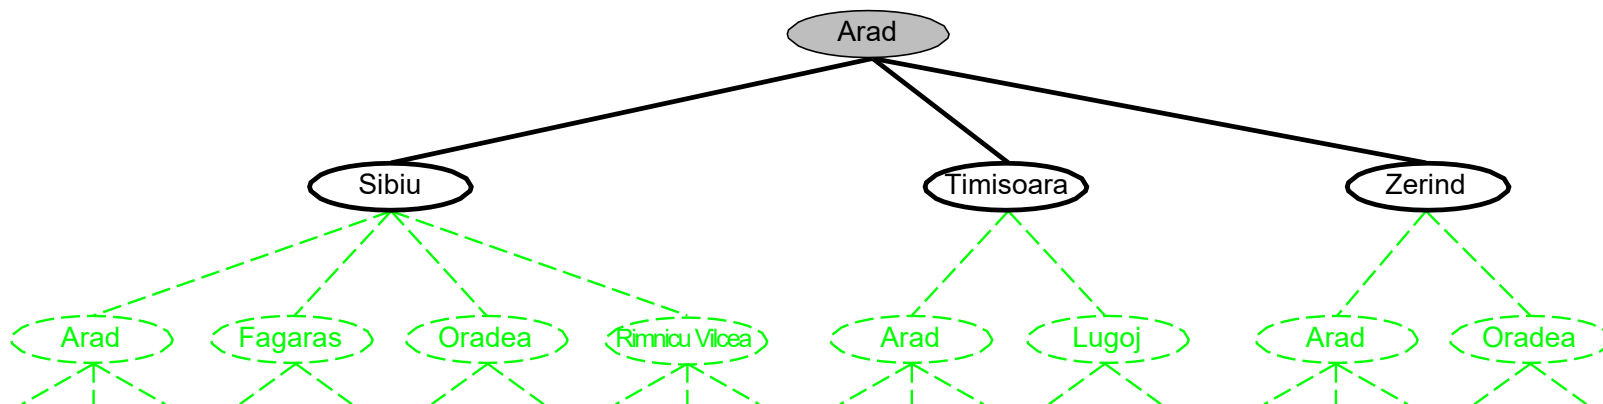 Arad
Sibiu
Timisoara
Zerind
Arad
Fagaras
Oradea
Rimnicu Vilcea
Arad
Lugoj
Arad
Oradea